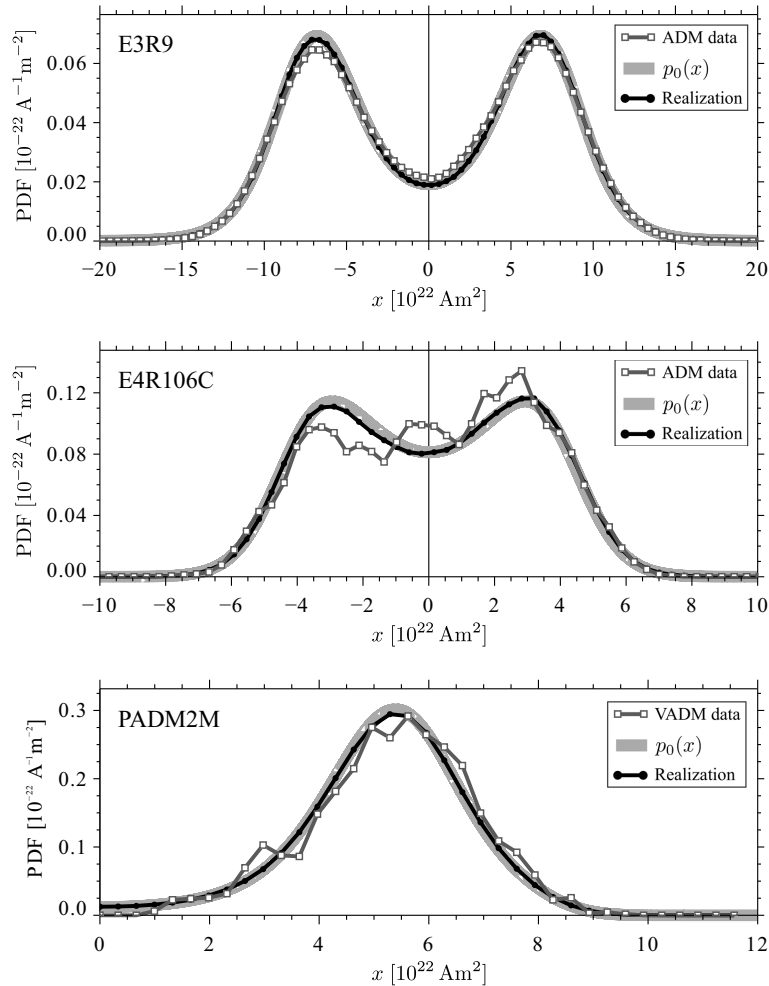 E3R9
ADM data
p₀(x)
Realization
PDF [10⁻²² A⁻¹m⁻²]
0.06
0.04
0.02
0.00
−20 −15 −10 −5 0 5 10 15 20
x [10²² Am²]
E4R106C
ADM data
p₀(x)
Realization
PDF [10⁻²² A⁻¹m⁻²]
0.12
0.08
0.04
0.00
−10 −8 −6 −4 −2 0 2 4 6 8 10
x [10²² Am²]
PADM2M
VADM data
p₀(x)
Realization
PDF [10⁻²² A⁻¹m⁻²]
0.3
0.2
0.1
0.0
0 2 4 6 8 10 12
x [10²² Am²]